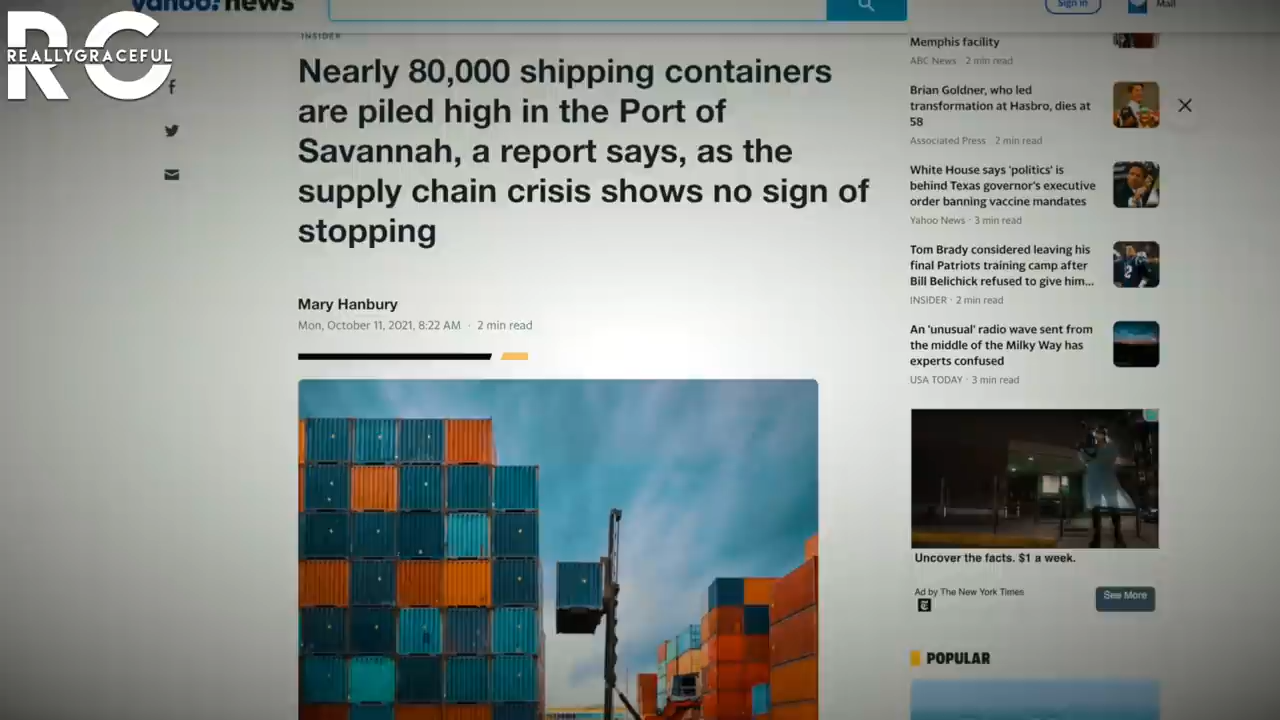 yahoo! news
Sign in
Mail
RC
REALLYGRACEFUL
INSIDER
Nearly 80,000 shipping containers
are piled high in the Port of
Savannah, a report says, as the
supply chain crisis shows no sign of
stopping
Mary Hanbury
Mon, October 11, 2021, 8:22 AM · 2 min read
Memphis facility
ABC News · 2 min read
Brian Goldner, who led
transformation at Hasbro, dies at
58
Associated Press · 2 min read
White House says 'politics' is
behind Texas governor's executive
order banning vaccine mandates
Yahoo News · 3 min read
Tom Brady considered leaving his
final Patriots training camp after
Bill Belichick refused to give him...
INSIDER · 2 min read
An 'unusual' radio wave sent from
the middle of the Milky Way has
experts confused
USA TODAY · 3 min read
Uncover the facts. $1 a week.
Ad by The New York Times
See More
POPULAR